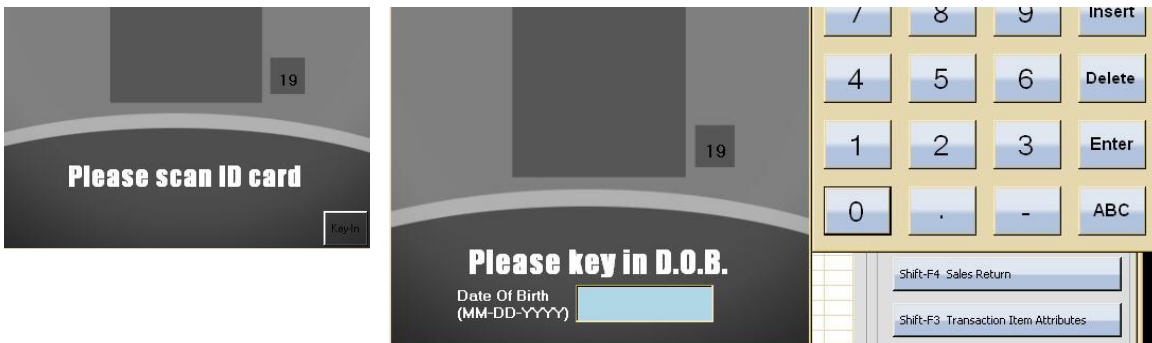 19
Please scan ID card
Key-In
19
Please key in D.O.B.
Date Of Birth
(MM-DD-YYYY)
7 8 9 Insert
4 5 6 Delete
1 2 3 Enter
0 . - ABC
Shift-F4 Sales Return
Shift-F3 Transaction Item Attributes